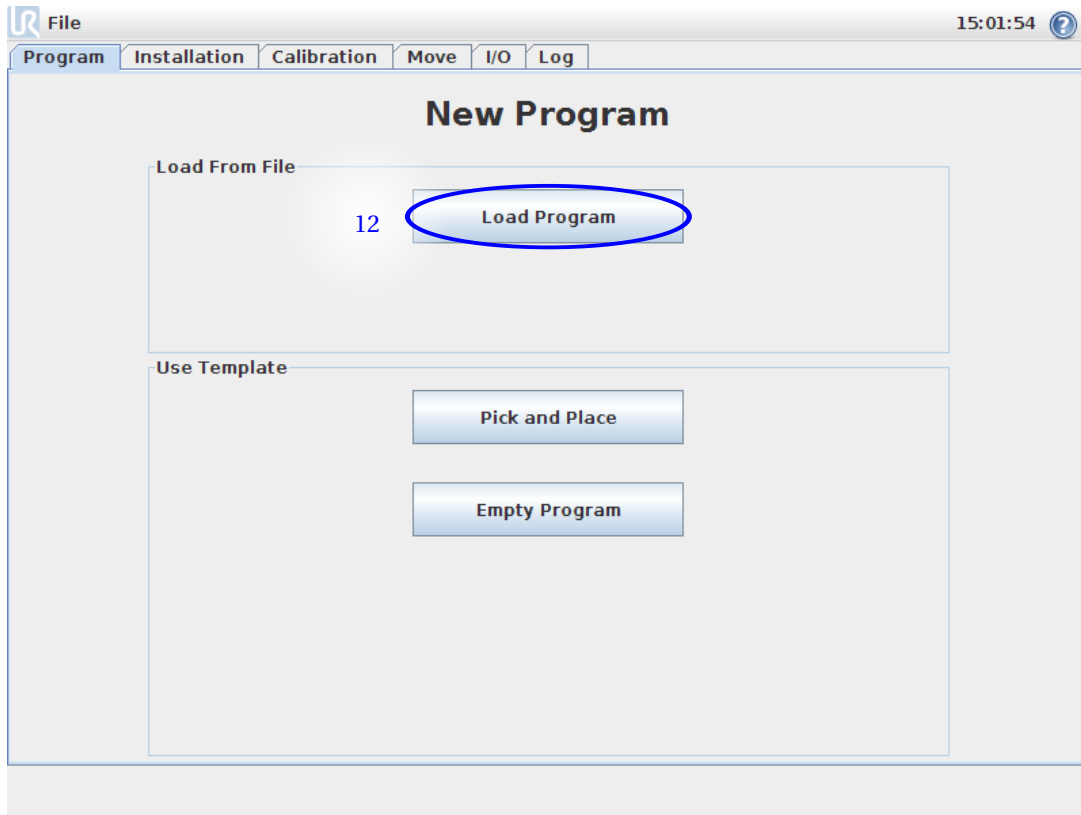 UR File 15:01:54 ?
Program Installation Calibration Move I/O Log
New Program
Load From File
12 Load Program
Use Template
Pick and Place
Empty Program